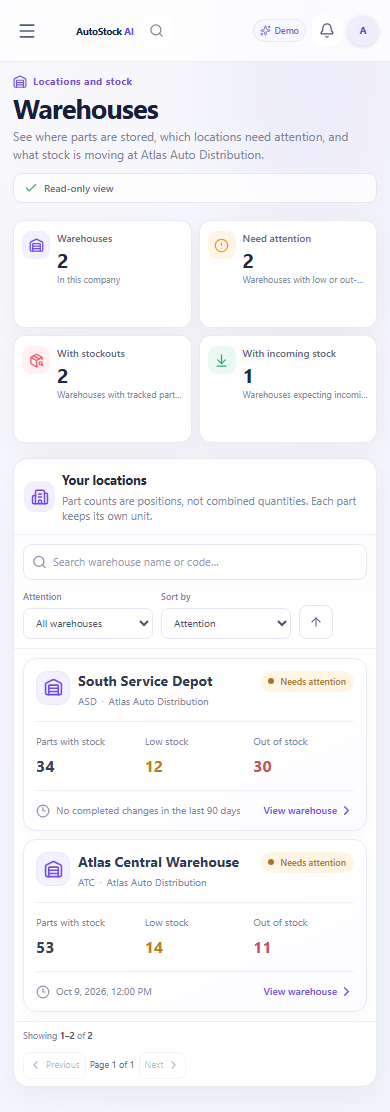 AutoStock AI
Demo
A
Locations and stock
Warehouses
See where parts are stored, which locations need attention, and
what stock is moving at Atlas Auto Distribution.
Read-only view
Warehouses
2
In this company
Need attention
2
Warehouses with low or out-...
With stockouts
2
Warehouses with tracked part...
With incoming stock
1
Warehouses expecting incomi...
Your locations
Part counts are positions, not combined quantities. Each part
keeps its own unit.
Search warehouse name or code...
Attention
Sort by
All warehouses
Attention
South Service Depot
Needs attention
ASD · Atlas Auto Distribution
Parts with stock
Low stock
Out of stock
34
12
30
No completed changes in the last 90 days
View warehouse
Atlas Central Warehouse
Needs attention
ATC · Atlas Auto Distribution
Parts with stock
Low stock
Out of stock
53
14
11
Oct 9, 2026, 12:00 PM
View warehouse
Showing 1–2 of 2
Previous
Page 1 of 1
Next